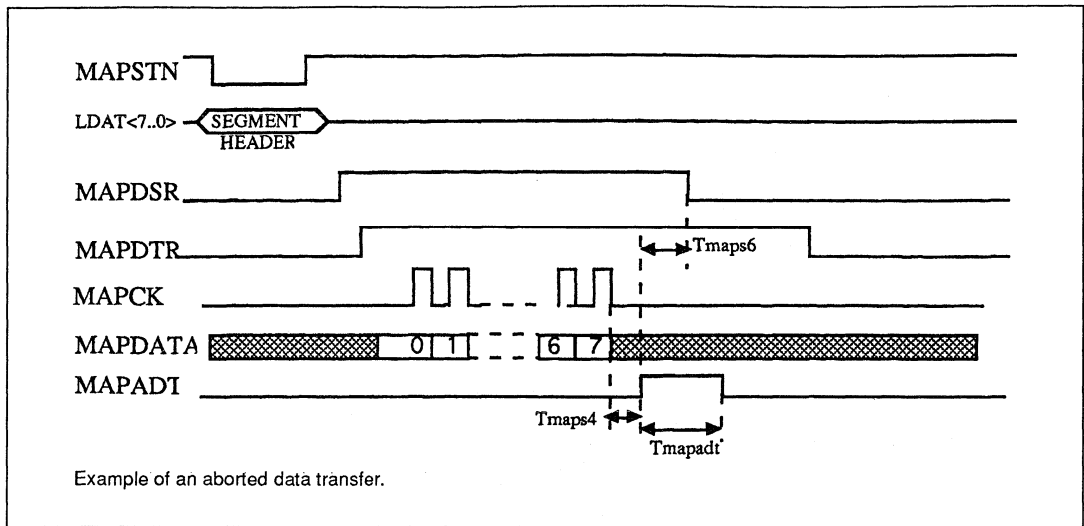 MAPSTN
LDAT<7..0>
SEGMENT
HEADER
MAPDSR
MAPDTR
Tmaps6
MAPCK
MAPDATA
0 1 6 7
MAPADT
Tmaps4
Tmapadt
Example of an aborted data transfer.